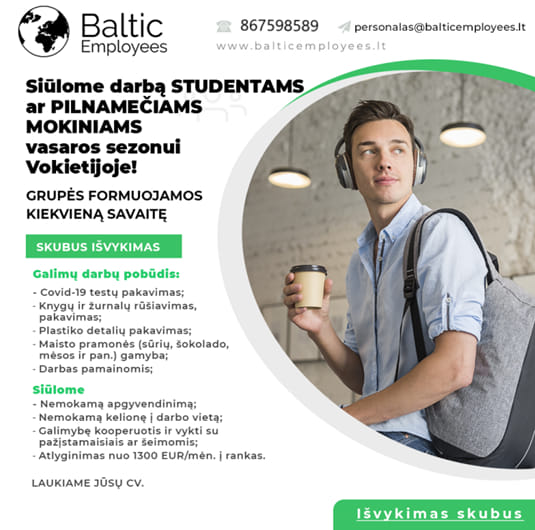 Baltic
Employees
867598589
personalas@balticemployees.lt
www.balticemployees.lt
Siūlome darbą STUDENTAMS
ar PILNAMEČIAMS
MOKINIAMS
vasaros sezonui
Vokietijoje!
GRUPĖS FORMUOJAMOS
KIEKVIENĄ SAVAITĘ
SKUBUS IŠVYKIMAS
Galimų darbų pobūdis:
- Covid-19 testų pakavimas;
- Knygų ir žurnalų rūšiavimas,
pakavimas;
- Plastiko detalių pakavimas;
- Maisto pramonės (sūrių, šokolado,
mėsos ir pan.) gamyba;
- Darbas pamainomis;
Siūlome
- Nemokamą apgyvendinimą;
- Nemokamą kelionę į darbo vietą;
- Galimybę kooperuotis ir vykti su
pažįstamaisiais ar šeimomis;
- Atlyginimas nuo 1300 EUR/mėn. į rankas.
LAUKIAME JŪSŲ CV.
Išvykimas skubus